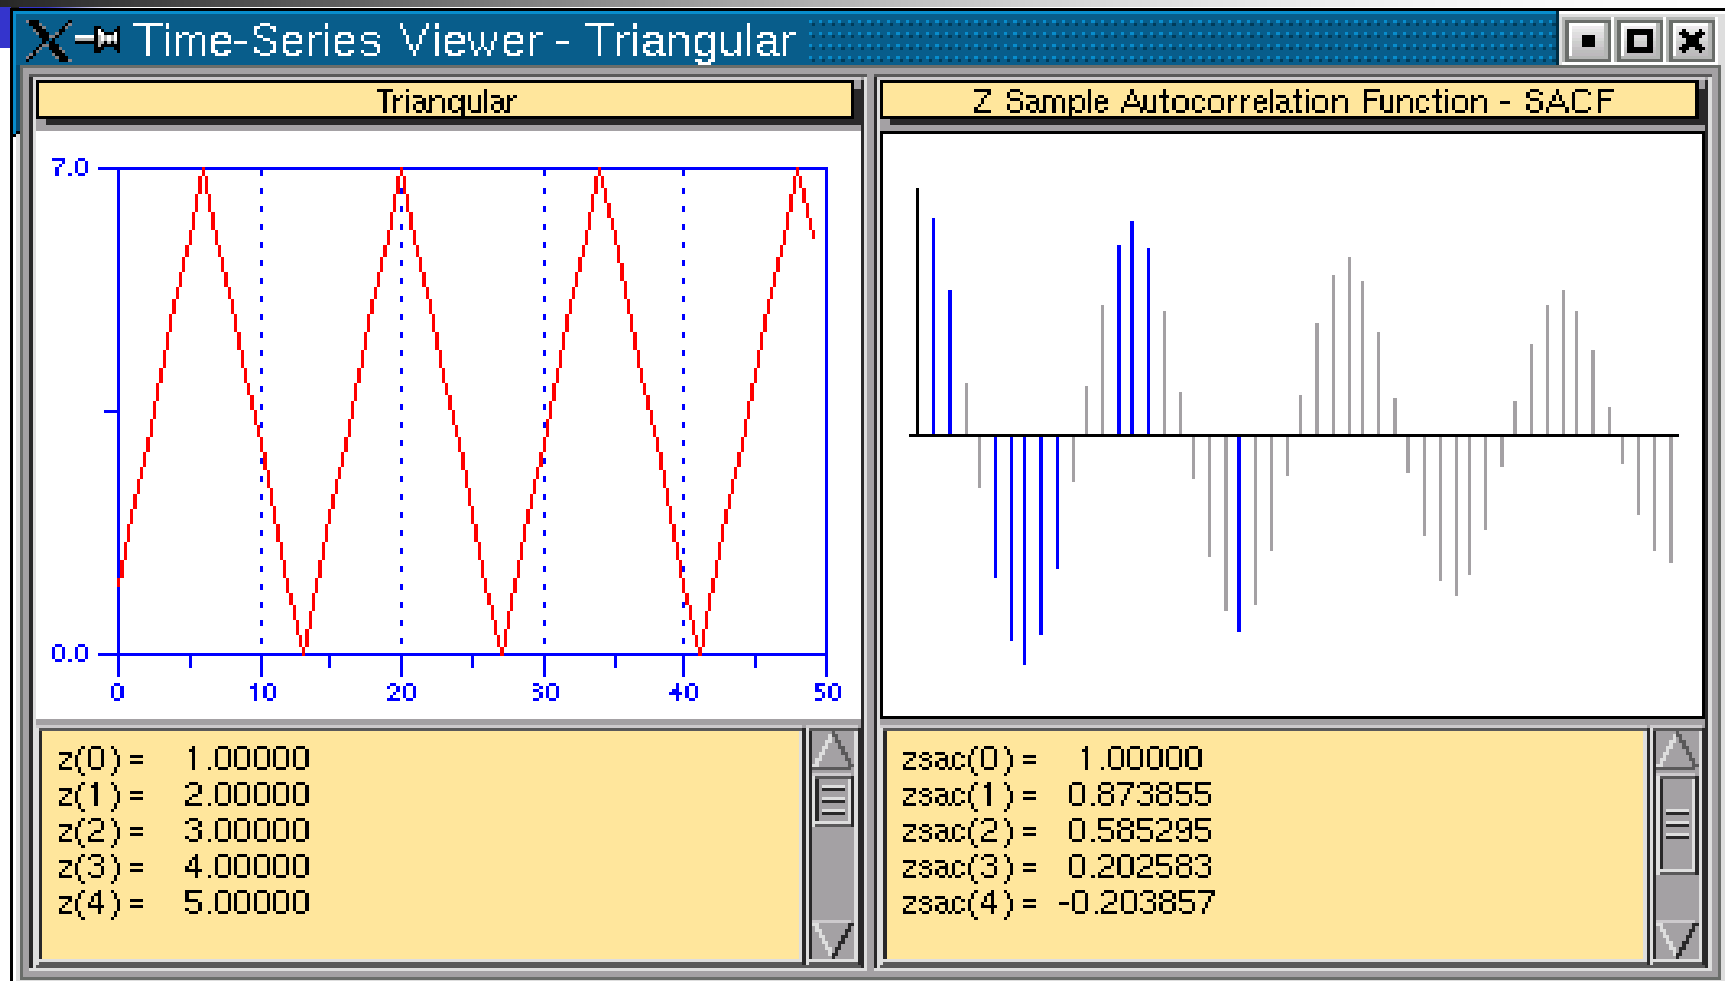 Time-Series Viewer - Triangular
Triangular
7.0
0.0
0 10 20 30 40 50
z(0) = 1.00000
z(1) = 2.00000
z(2) = 3.00000
z(3) = 4.00000
z(4) = 5.00000
Z Sample Autocorrelation Function - SACF
zsac(0) = 1.00000
zsac(1) = 0.873855
zsac(2) = 0.585295
zsac(3) = 0.202583
zsac(4) = -0.203857